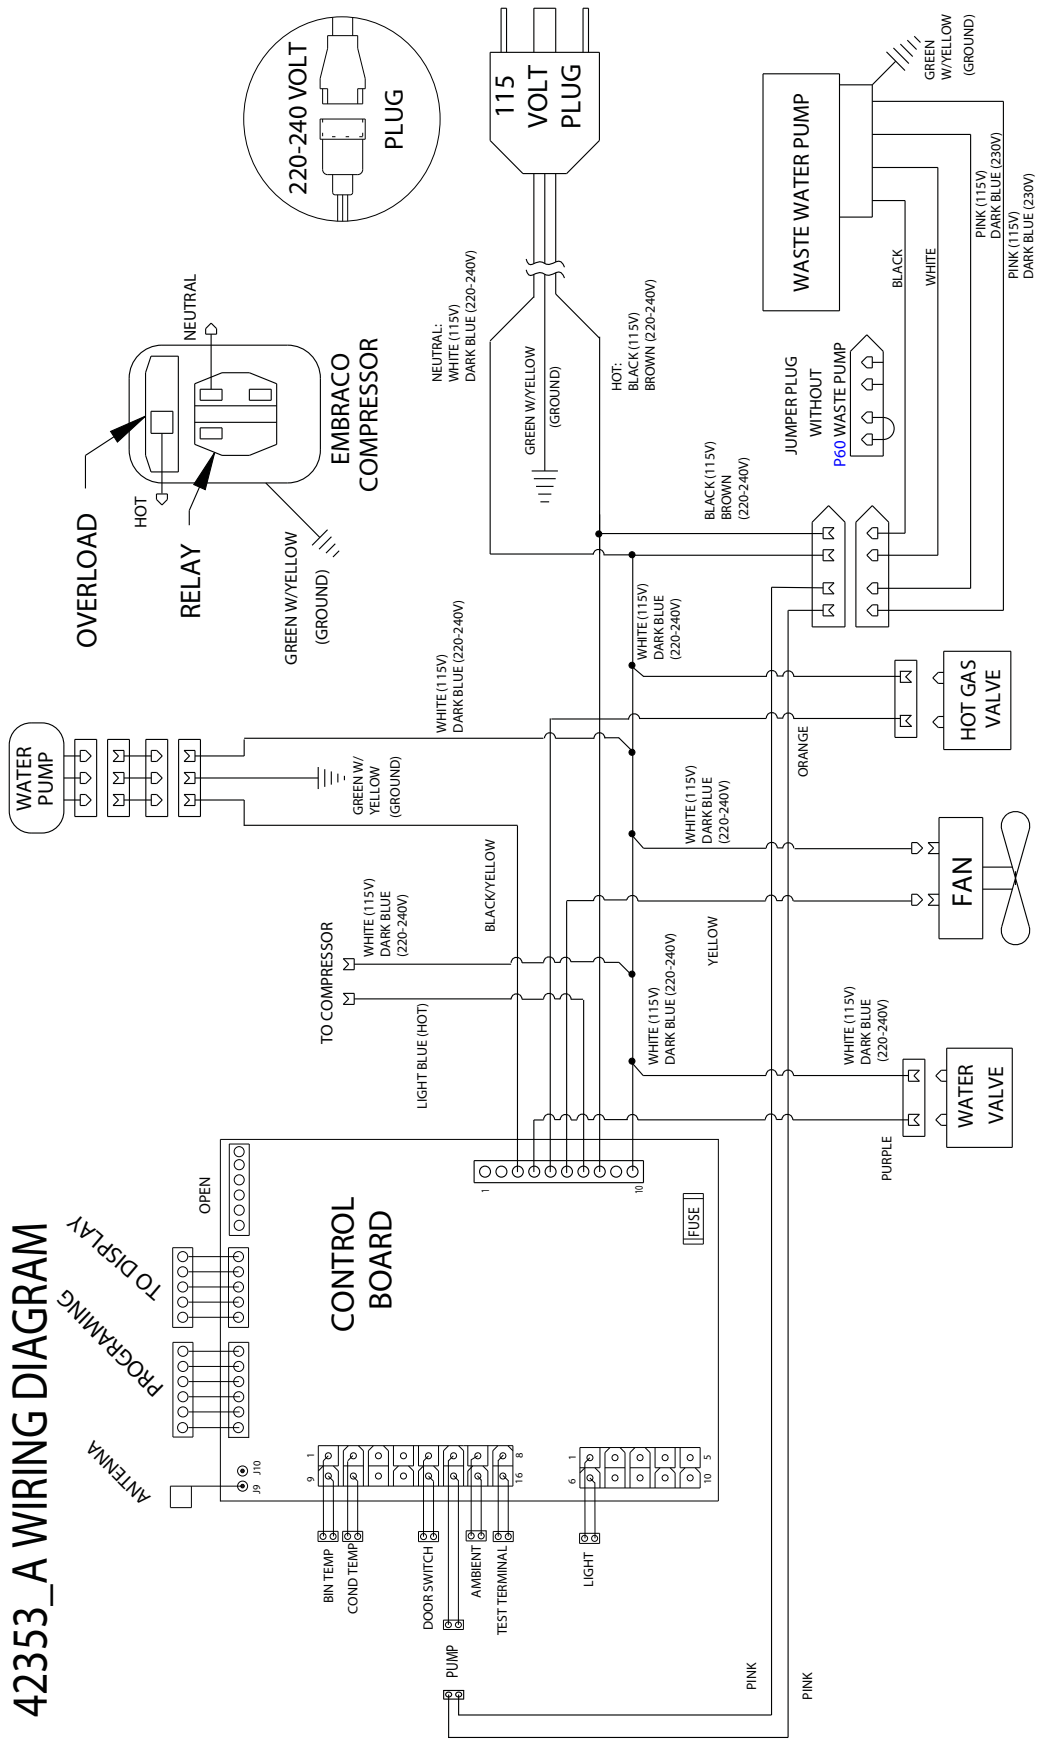 42353_A WIRING DIAGRAM
ANTENNA
PROGRAMING
TO DISPLAY
OPEN
J9
J10
CONTROL
BOARD
FUSE
1
10
9
1
16
8
6
1
10
5
BIN TEMP
COND TEMP
DOOR SWITCH
PUMP
AMBIENT
TEST TERMINAL
LIGHT
PINK
PINK
WATER
PUMP
WHITE (115V)
DARK BLUE (220-240V)
GREEN W/
YELLOW
(GROUND)
BLACK/YELLOW
TO COMPRESSOR
WHITE (115V)
DARK BLUE
(220-240V)
LIGHT BLUE (HOT)
OVERLOAD
HOT
RELAY
NEUTRAL
EMBRACO
COMPRESSOR
GREEN W/YELLOW
(GROUND)
220-240 VOLT
PLUG
115
VOLT
PLUG
NEUTRAL:
WHITE (115V)
DARK BLUE (220-240V)
GREEN W/YELLOW
(GROUND)
HOT:
BLACK (115V)
BROWN (220-240V)
BLACK (115V)
BROWN
(220-240V)
WHITE (115V)
DARK BLUE
(220-240V)
WHITE (115V)
DARK BLUE
(220-240V)
WHITE (115V)
DARK BLUE (220-240V)
WHITE (115V)
DARK BLUE
(220-240V)
PURPLE
WATER
VALVE
YELLOW
FAN
ORANGE
HOT GAS
VALVE
JUMPER PLUG
WITHOUT
P60 WASTE PUMP
WASTE WATER PUMP
GREEN
W/YELLOW
(GROUND)
BLACK
WHITE
PINK (115V)
DARK BLUE (230V)
PINK (115V)
DARK BLUE (230V)